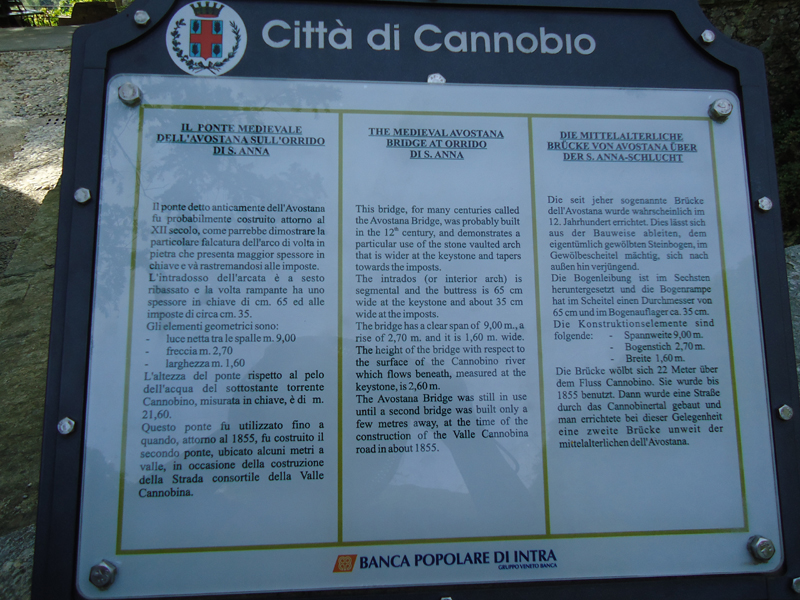 Città di Cannobio
IL PONTE MEDIEVALE
DELL'AVOSTANA SULL'ORRIDO
DI S. ANNA
Il ponte detto anticamente dell'Avostana
fu probabilmente costruito attorno al
XII secolo, come parrebbe dimostrare la
particolare falcatura dell'arco di volta in
pietra che presenta maggior spessore in
chiave e và rastremandosi alle imposte.
L'intradosso dell'arcata è a sesto
ribassato e la volta rampante ha uno
spessore in chiave di cm. 65 ed alle
imposte di circa cm. 35.
Gli elementi geometrici sono:
- luce netta tra le spalle m. 9,00
- freccia m. 2,70
- larghezza m. 1,60
L'altezza del ponte rispetto al pelo
dell'acqua del sottostante torrente
Cannobino, misurata in chiave, è di m.
21,60.
Questo ponte fu utilizzato fino a
quando, attorno al 1855, fu costruito il
secondo ponte, ubicato alcuni metri a
valle, in occasione della costruzione
della Strada consortile della Valle
Cannobina.
THE MEDIEVAL AVOSTANA
BRIDGE AT ORRIDO
DI S. ANNA
This bridge, for many centuries called
the Avostana Bridge, was probably built
in the 12th century, and demonstrates a
particular use of the stone vaulted arch
that is wider at the keystone and tapers
towards the imposts.
The intrados (or interior arch) is
segmental and the buttress is 65 cm
wide at the keystone and about 35 cm
wide at the imposts.
The bridge has a clear span of 9,00 m., a
rise of 2,70 m. and it is 1,60 m. wide.
The height of the bridge with respect to
the surface of the Cannobino river
which flows beneath, measured at the
keystone, is 2,60 m.
The Avostana Bridge was still in use
until a second bridge was built only a
few metres away, at the time of the
construction of the Valle Cannobina
road in about 1855.
DIE MITTELALTERLICHE
BRÜCKE VON AVOSTANA ÜBER
DER S. ANNA-SCHLUCHT
Die seit jeher sogenannte Brücke
dell'Avostana wurde wahrscheinlich im
12. Jahrhundert errichtet. Dies lässt sich
aus der Bauweise ableiten, dem
eigentümlich gewölbten Steinbogen, im
Gewölbescheitel mächtig, sich nach
außen hin verjüngend.
Die Bogenleibung ist im Sechsten
heruntergesetzt und die Bogenrampe
hat im Scheitel einen Durchmesser von
65 cm und im Bogenauflager ca. 35 cm.
Die Konstruktionselemente sind
folgende: - Spannweite 9,00 m.
- Bogenstich 2,70 m.
- Breite 1,60 m.
Die Brücke wölbt sich 22 Meter über
dem Fluss Cannobino. Sie wurde bis
1855 benutzt. Dann wurde eine Straße
durch das Cannobinertal gebaut und
man errichtete bei dieser Gelegenheit
eine zweite Brücke unweit der
mittelalterlichen dell'Avostana.
BANCA POPOLARE DI INTRA
GRUPPO VENETO BANCA